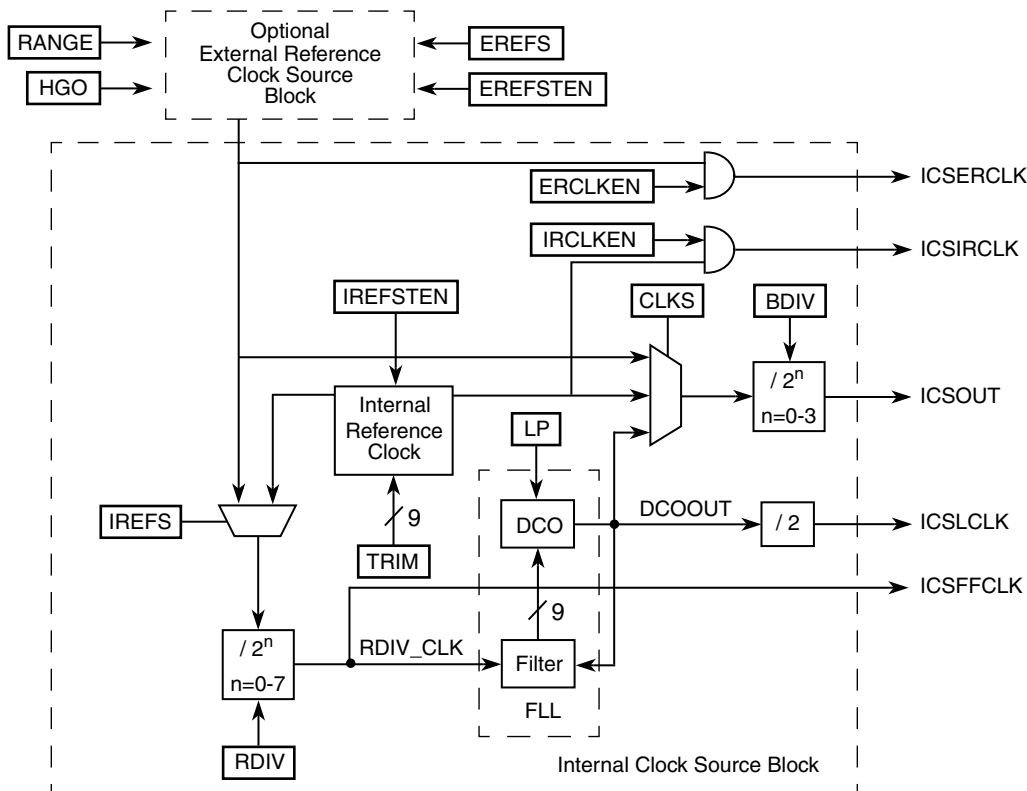 RANGE
HGO
Optional
External Reference
Clock Source
Block
EREFS
EREFSTEN
ERCLKEN
ICSERCLK
IRCLKEN
ICSIRCLK
IREFSTEN
CLKS
BDIV
Internal
Reference
Clock
/ 2ⁿ
n=0-3
ICSOUT
LP
IREFS
9
TRIM
DCO
DCOOUT
/ 2
ICSLCLK
ICSFFCLK
9
/ 2ⁿ
n=0-7
RDIV_CLK
Filter
FLL
RDIV
Internal Clock Source Block